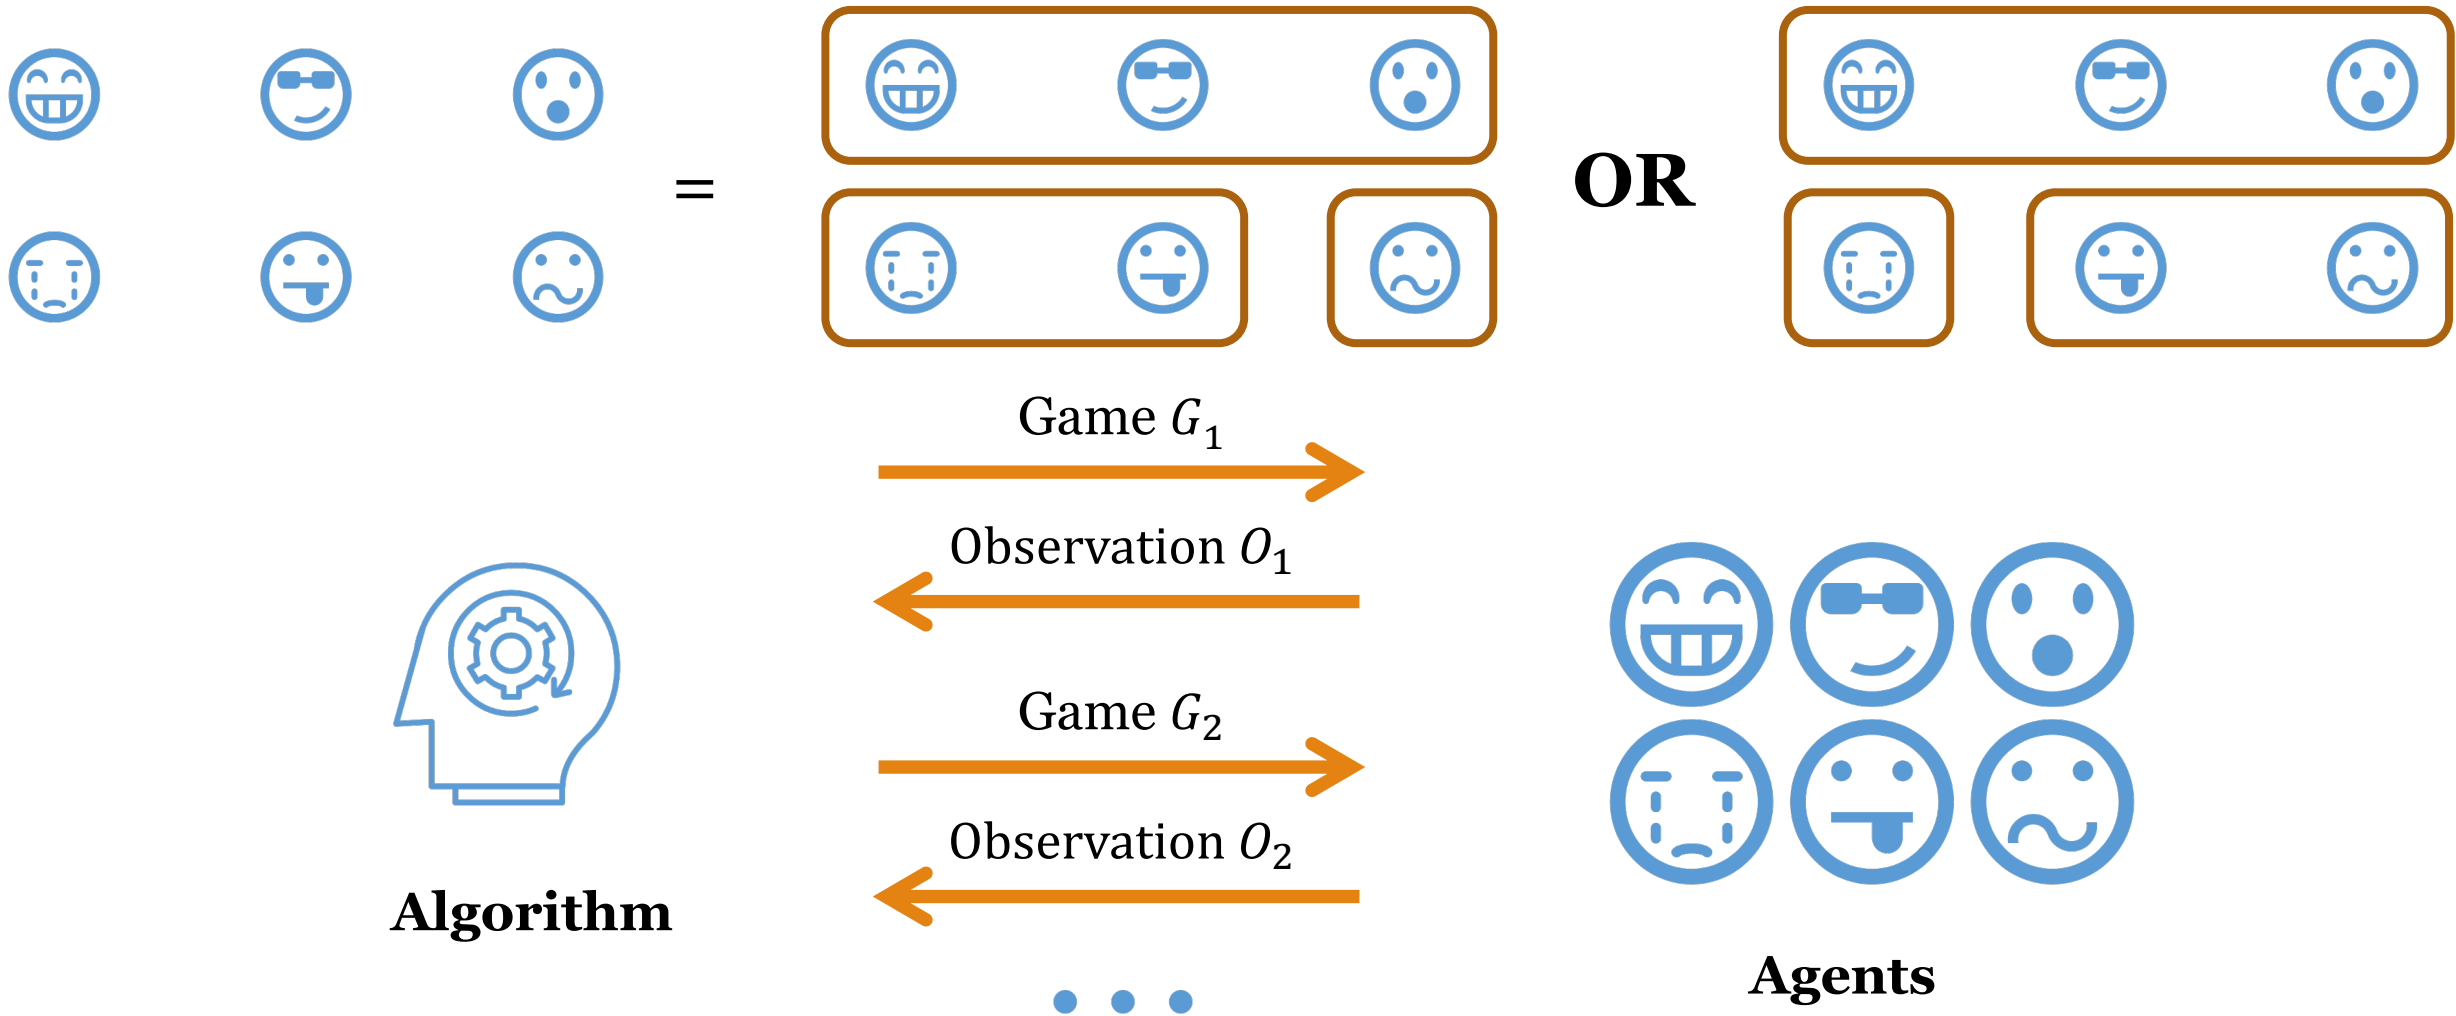 =
OR
Game G₁
Observation O₁
Game G₂
Observation O₂
Algorithm
Agents
...